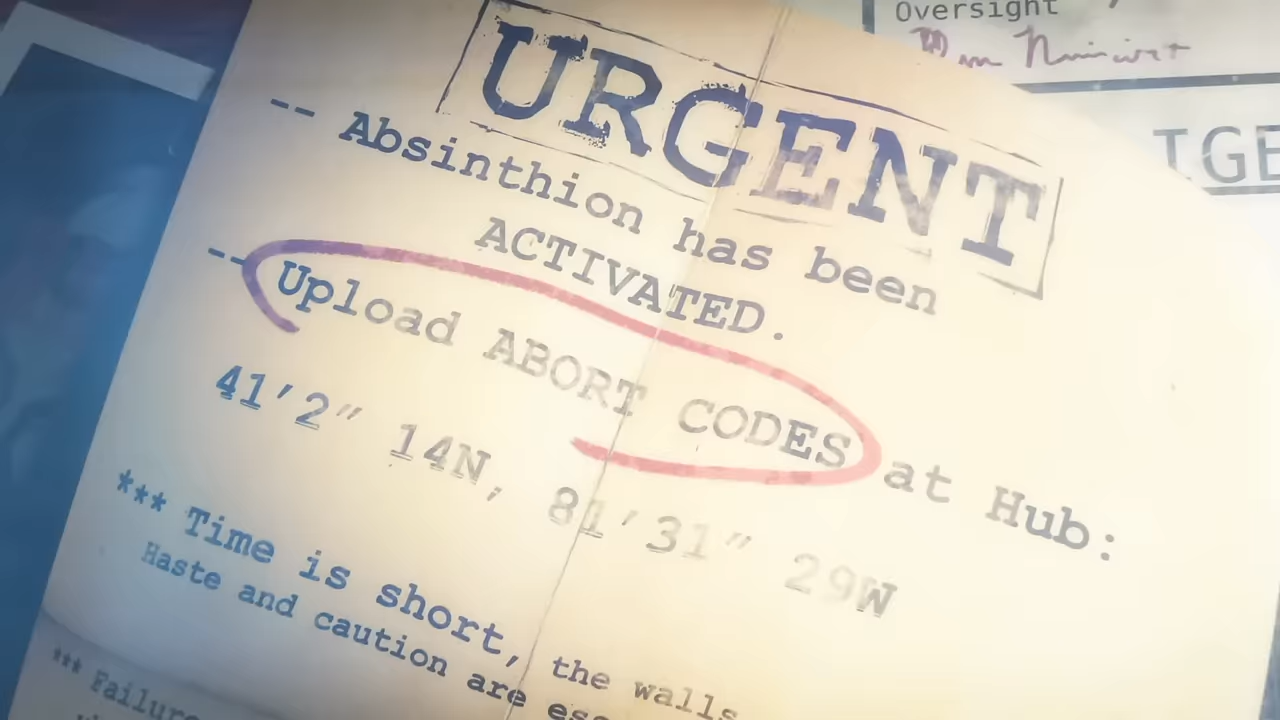 Oversight
IGE
URGENT
-- Absinthion has been
ACTIVATED.
-- Upload ABORT CODES at Hub:
41′2″ 14N, 81′31″ 29W
*** Time is short, the walls
Haste and caution are
*** Failure